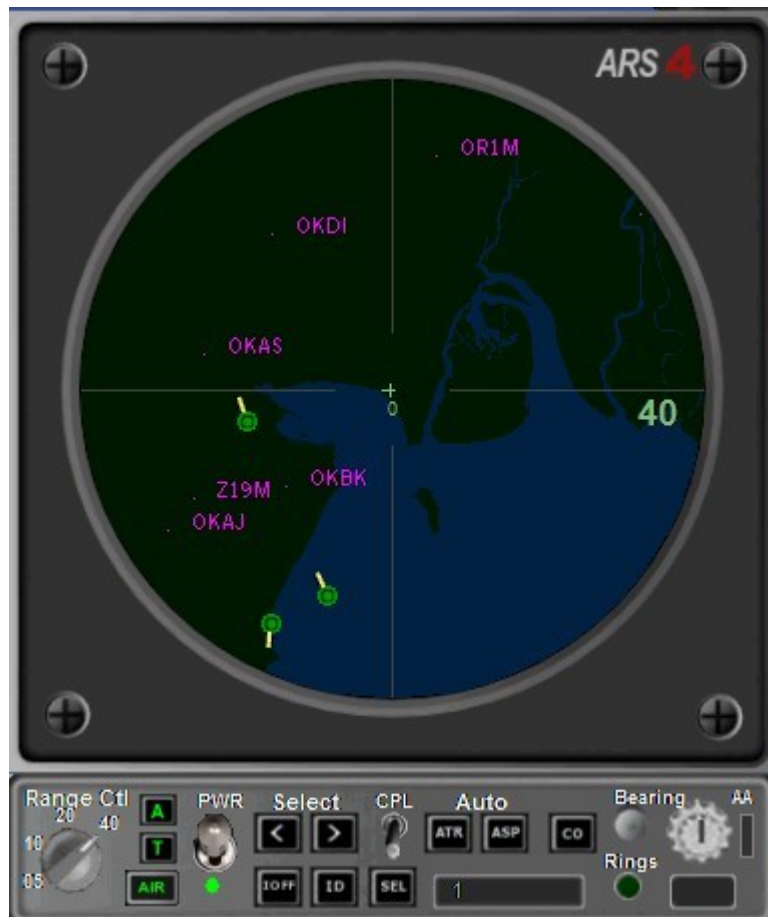 ARS 4
OR1M
OKDI
OKAS
0
40
OKBK
Z19M
OKAJ
Range Ctl
20
40
10
05
A
T
AIR
PWR
Select
< >
IOFF ID
CPL
SEL
Auto
ATR ASP CO
1
Bearing
AA
Rings